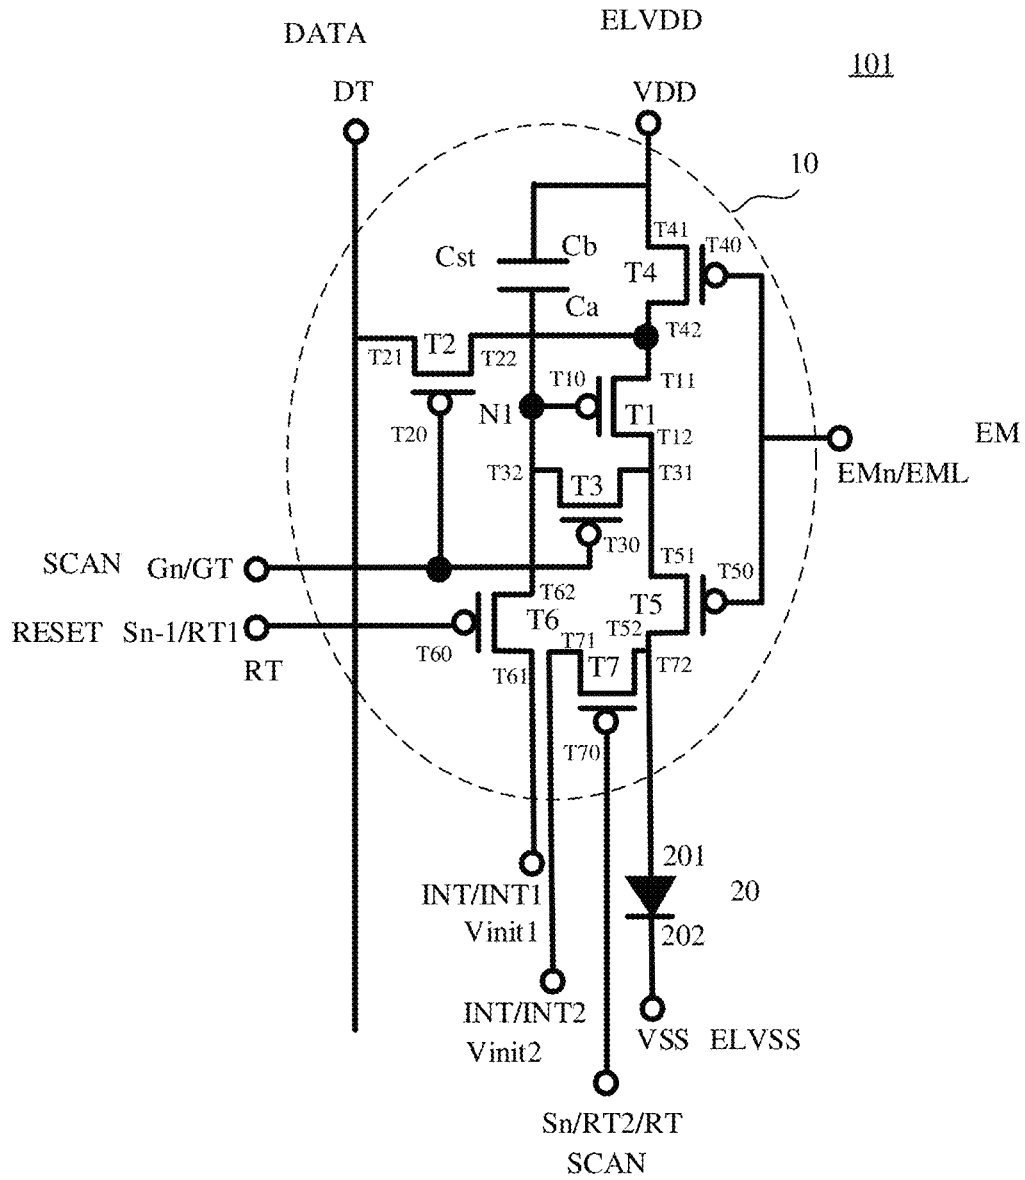 DATA ELVDD
101
DT VDD
10
T41
T40
Cst Cb
T4
Ca
T42
T21 T2 T22
T10 T11
N1 T1
T20 T12
EM
T32 T3 T31
EMn/EML
T30
SCAN Gn/GT
T51
T50
T62
T6 T5
RESET Sn-1/RT1
T52
T71
T60
RT T61 T7 T72
T70
201
20
INT/INT1
Vinit1 202
INT/INT2
VSS ELVSS
Vinit2
Sn/RT2/RT
SCAN